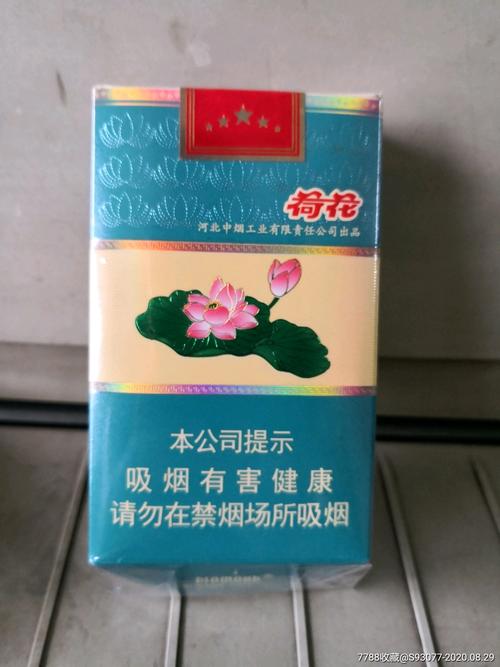 荷花
河北中烟工业有限责任公司出品
本公司提示
吸烟有害健康
请勿在禁烟场所吸烟
7788收藏@S93077-2020.08.29